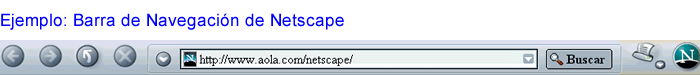 Ejemplo: Barra de Navegación de Netscape
http://www.aola.com/netscape/ Buscar N